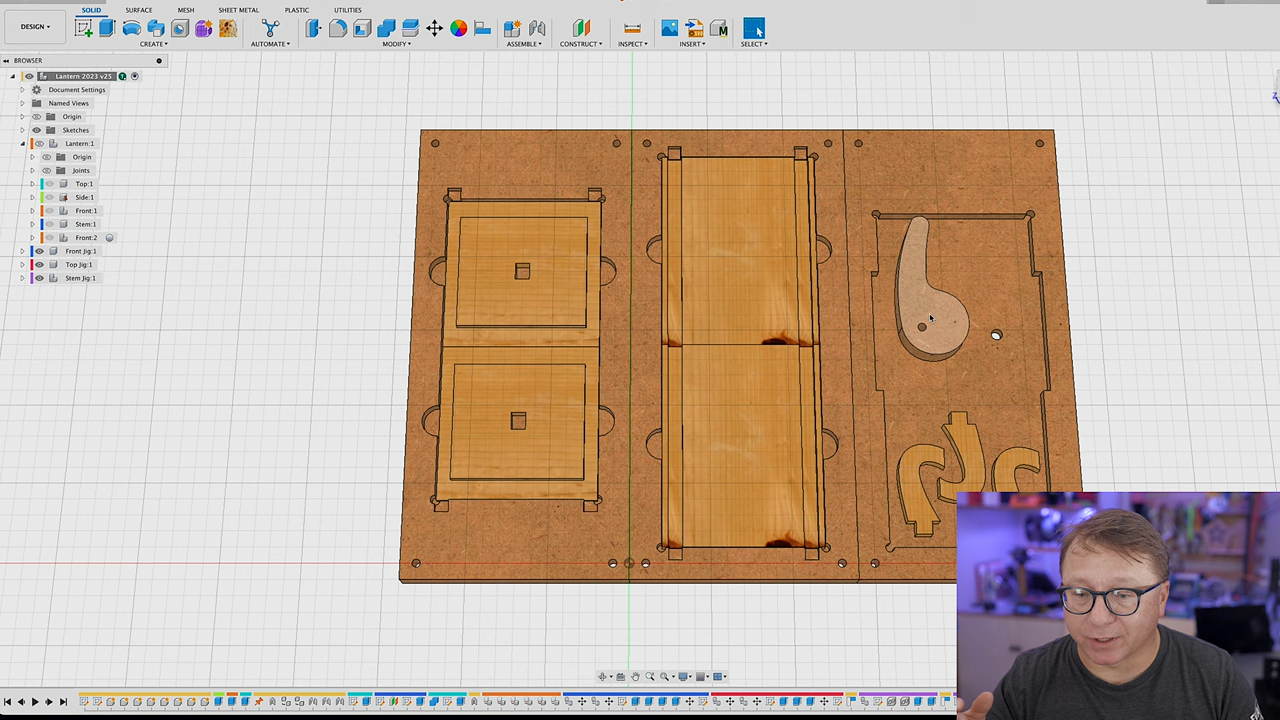 SOLID SURFACE MESH SHEET METAL PLASTIC UTILITIES
DESIGN ▾
CREATE ▾ AUTOMATE ▾ MODIFY ▾ ASSEMBLE ▾ CONSTRUCT ▾ INSPECT ▾ INSERT ▾ SELECT ▾
BROWSER
Lantern 2023 v25
Document Settings
Named Views
Origin
Sketches
Lantern:1
Origin
Joints
Top:1
Side:1
Front:1
Stem:1
Front:2
Front Jig:1
Top Jig:1
Stem Jig:1
Z